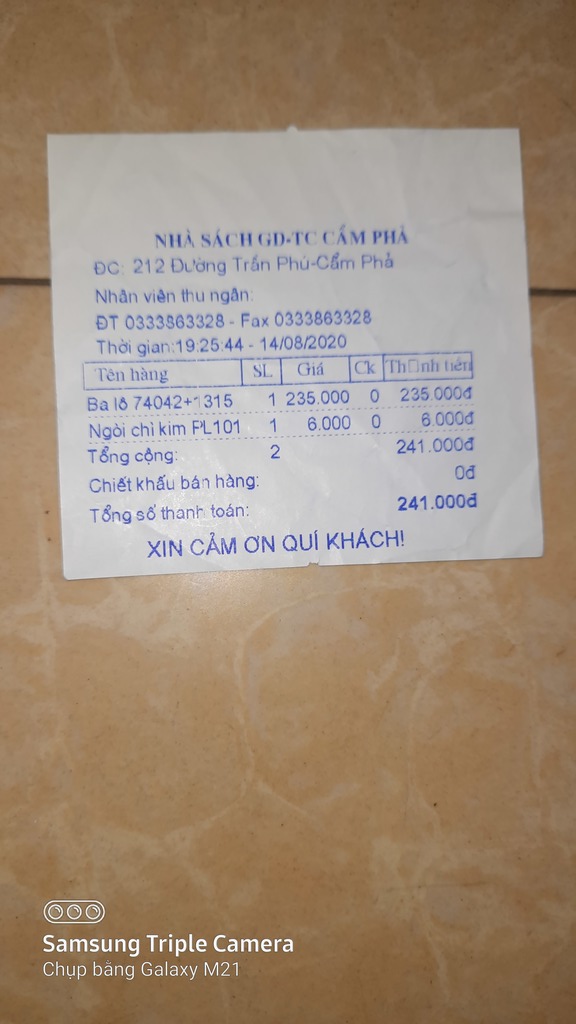 NHÀ SÁCH GD-TC CẨM PHẢ
ĐC: 212 Đường Trần Phú-Cẩm Phả
Nhân viên thu ngân:
ĐT 0333863328 - Fax 0333863328
Thời gian:19:25:44 - 14/08/2020
Tên hàng SL Giá Ck Th□nh tiền
Ba lô 74042+1315 1 235.000 0 235.000đ
Ngòi chì kim PL101 1 6.000 0 6.000đ
Tổng cộng: 2 241.000đ
Chiết khấu bán hàng: 0đ
Tổng số thanh toán: 241.000đ
XIN CẢM ƠN QUÍ KHÁCH!
Samsung Triple Camera
Chụp bằng Galaxy M21